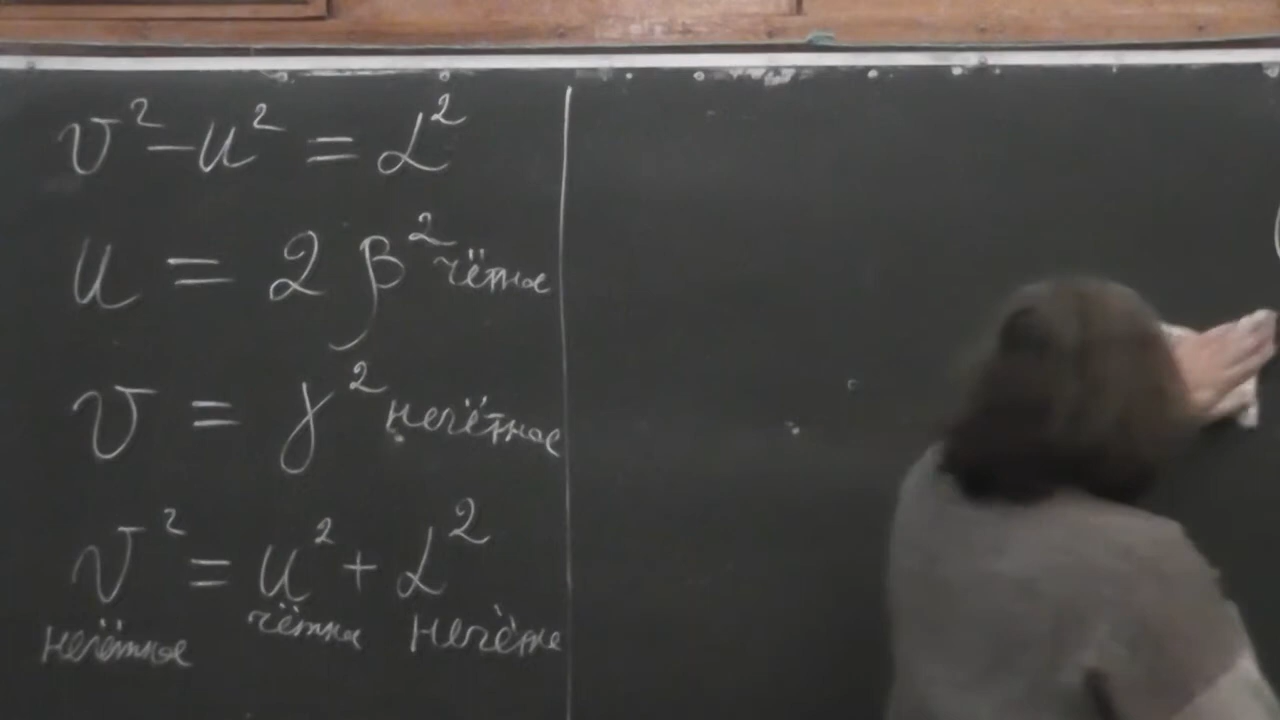 v² – u² = α²
u = 2β² чётное
v = γ² нечётное
v² = u² + α²
нечётное чётное нечётное